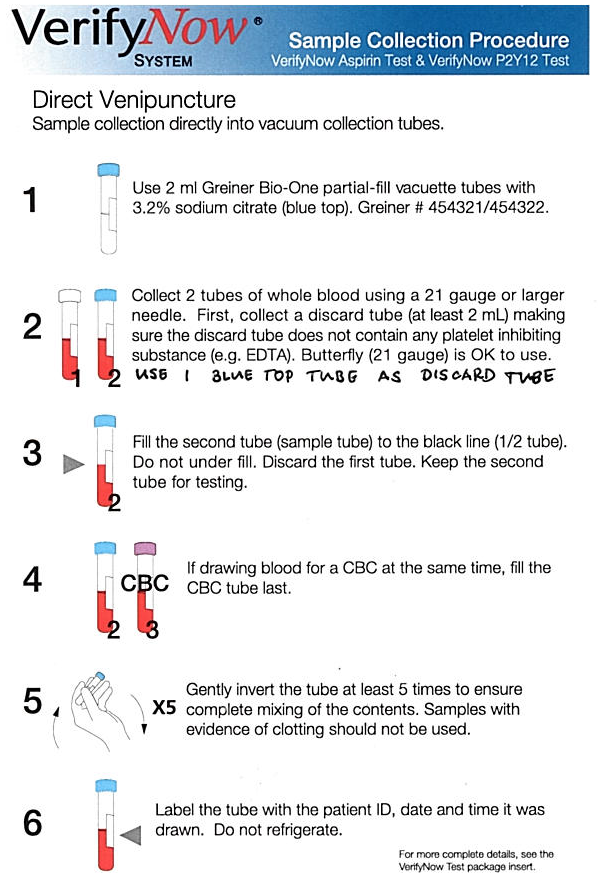 VerifyNow®
SYSTEM
Sample Collection Procedure
VerifyNow Aspirin Test & VerifyNow P2Y12 Test
Direct Venipuncture
Sample collection directly into vacuum collection tubes.
1
Use 2 ml Greiner Bio-One partial-fill vacuette tubes with
3.2% sodium citrate (blue top). Greiner # 454321/454322.
2
1 2
Collect 2 tubes of whole blood using a 21 gauge or larger
needle. First, collect a discard tube (at least 2 mL) making
sure the discard tube does not contain any platelet inhibiting
substance (e.g. EDTA). Butterfly (21 gauge) is OK to use.
USE 1 BLUE TOP TUBE AS DISCARD TUBE
3
2
Fill the second tube (sample tube) to the black line (1/2 tube).
Do not under fill. Discard the first tube. Keep the second
tube for testing.
4
CBC
2 3
If drawing blood for a CBC at the same time, fill the
CBC tube last.
5
X5
Gently invert the tube at least 5 times to ensure
complete mixing of the contents. Samples with
evidence of clotting should not be used.
6
Label the tube with the patient ID, date and time it was
drawn. Do not refrigerate.
For more complete details, see the
VerifyNow Test package insert.